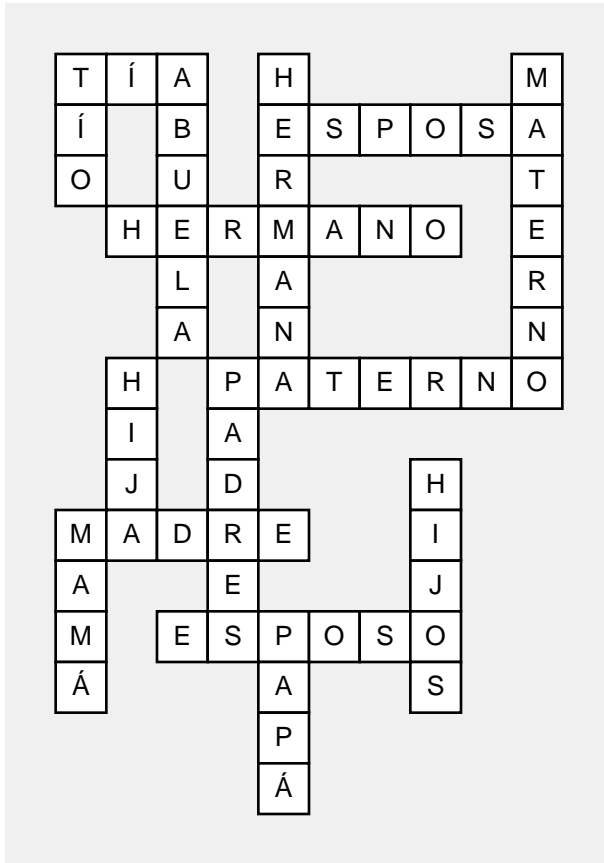 T Í A H M
Í B E S P O S A
O U R T
H E R M A N O E
L A R
A N N
H P A T E R N O
I A
J D H
M A D R E I
A E J
M E S P O S O
Á A S
P
Á